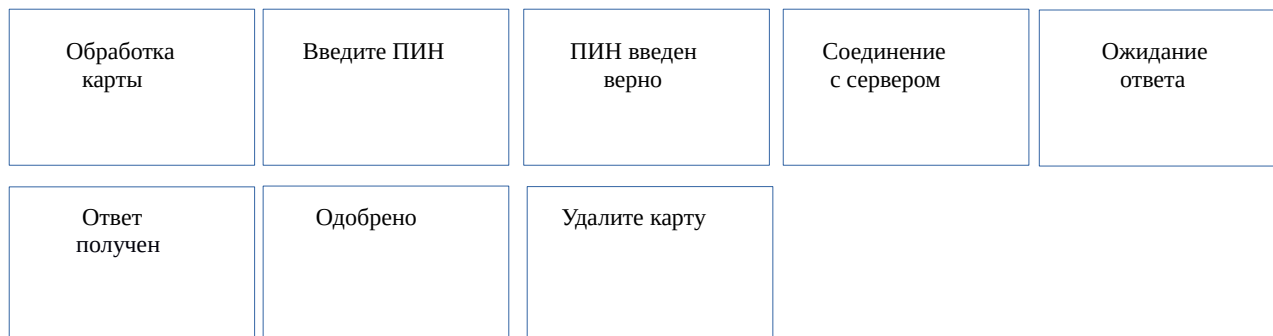 Обработка
карты
Введите ПИН
ПИН введен
верно
Соединение
с сервером
Ожидание
ответа
Ответ
получен
Одобрено
Удалите карту